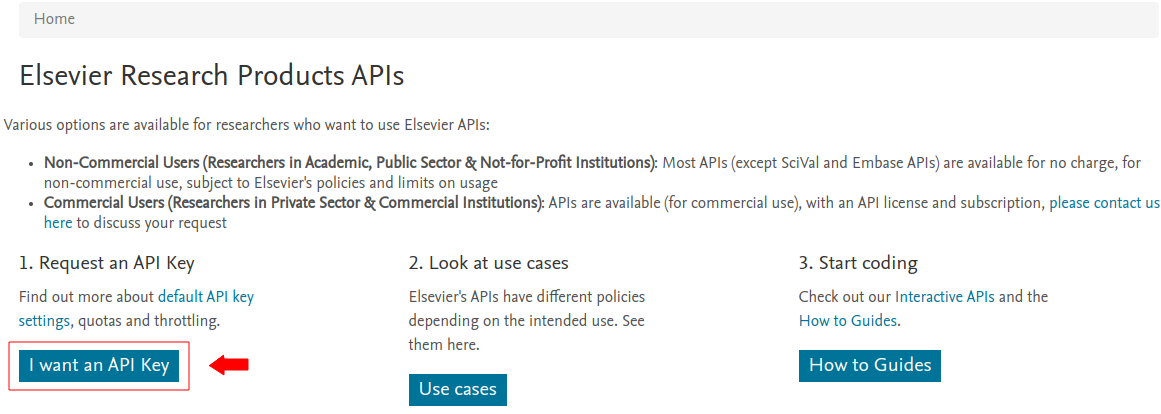 Home
Elsevier Research Products APIs
Various options are available for researchers who want to use Elsevier APIs:
• Non-Commercial Users (Researchers in Academic, Public Sector & Not-for-Profit Institutions): Most APIs (except SciVal and Embase APIs) are available for no charge, for
non-commercial use, subject to Elsevier's policies and limits on usage
• Commercial Users (Researchers in Private Sector & Commercial Institutions): APIs are available (for commercial use), with an API license and subscription, please contact us
here to discuss your request
1. Request an API Key
Find out more about default API key
settings, quotas and throttling.
I want an API Key
2. Look at use cases
Elsevier's APIs have different policies
depending on the intended use. See
them here.
Use cases
3. Start coding
Check out our Interactive APIs and the
How to Guides.
How to Guides